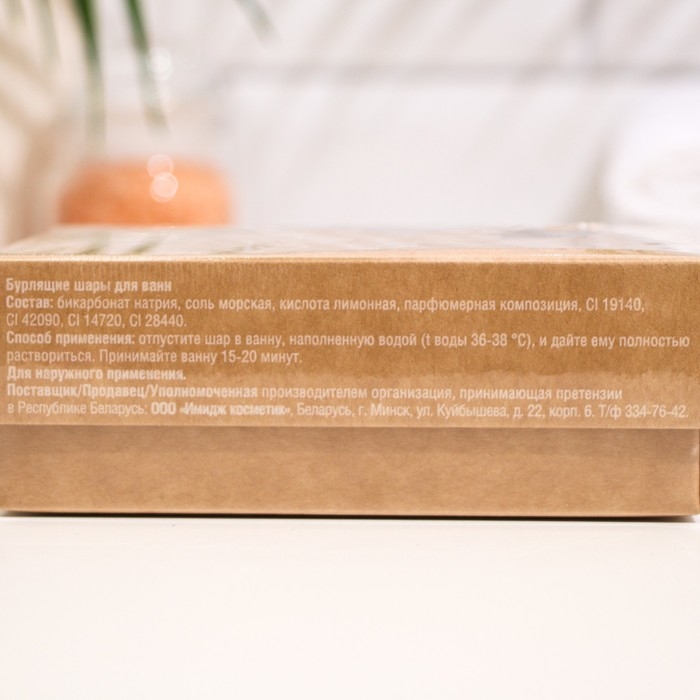 Бурлящие шары для ванн
Состав: бикарбонат натрия, соль морская, кислота лимонная, парфюмерная композиция, CI 19140,
CI 42090, CI 14720, CI 28440.
Способ применения: отпустите шар в ванну, наполненную водой (t воды 36-38 °C), и дайте ему полностью
раствориться. Принимайте ванну 15-20 минут.
Для наружного применения.
Поставщик/Продавец/Уполномоченная производителем организация, принимающая претензии
в Республике Беларусь: ООО «Имидж косметик», Беларусь, г. Минск, ул. Куйбышева, д. 22, корп. 6. Т/ф 334-76-42.